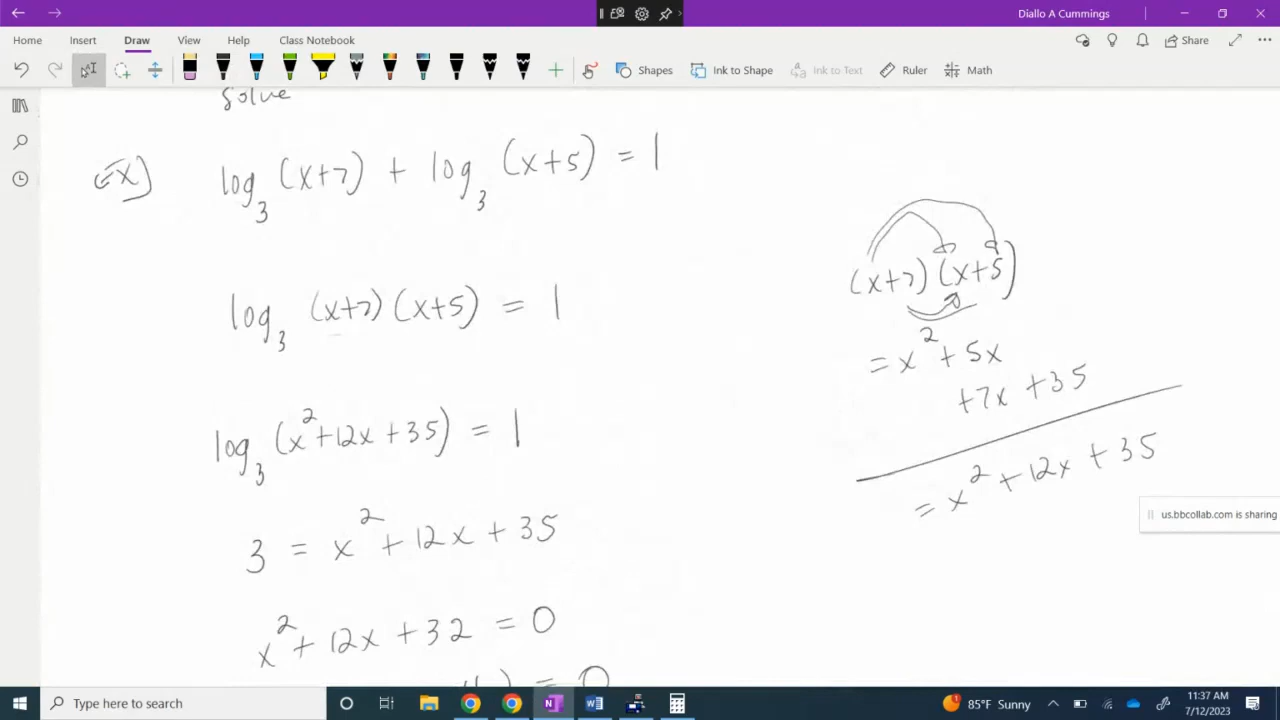 Diallo A Cummings
Home Insert Draw View Help Class Notebook Share
Shapes Ink to Shape Ink to Text Ruler Math
Solve
Ex) log₃(x+7) + log₃(x+5) = 1
log₃(x+7)(x+5) = 1
log₃(x²+12x+35) = 1
3 = x²+12x+35
x²+12x+32 = 0
= 0
(x+7)(x+5)
= x²+5x
+7x+35
= x²+12x+35
us.bbcollab.com is sharing
Type here to search
85°F Sunny
11:37 AM
7/12/2023